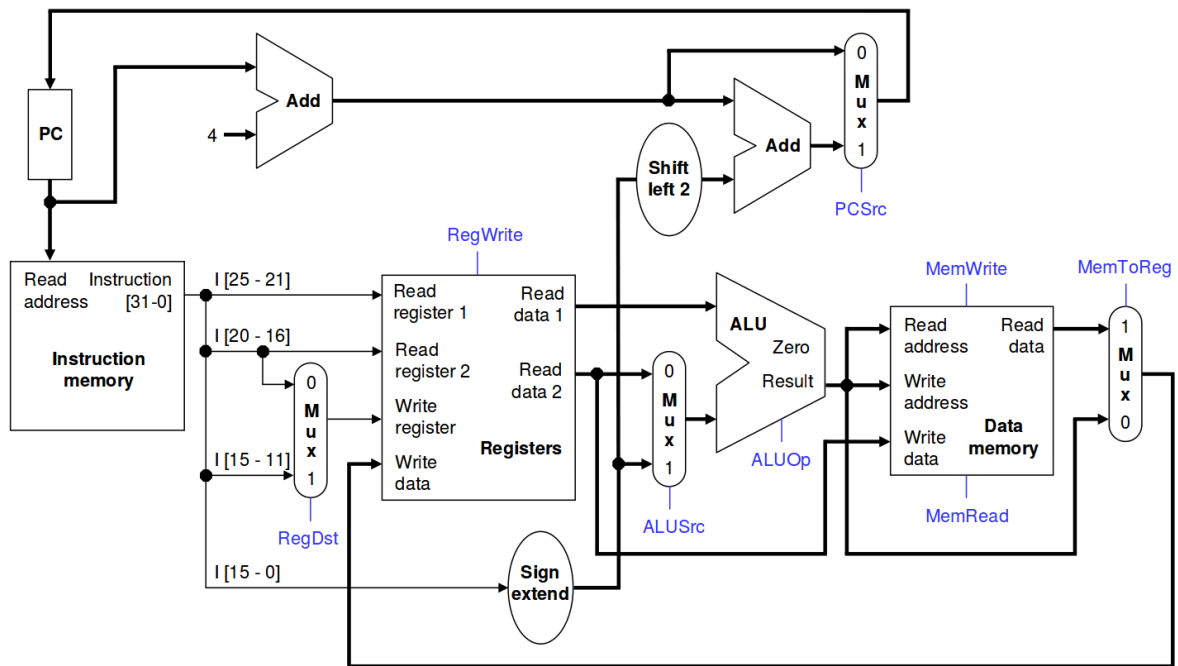 PC
4
Add
Shift
left 2
Add
0
M
u
x
1
PCSrc
Read
address
Instruction
[31-0]
Instruction
memory
I [25 - 21]
I [20 - 16]
I [15 - 11]
I [15 - 0]
0
M
u
x
1
RegDst
RegWrite
Read
register 1
Read
register 2
Write
register
Write
data
Read
data 1
Read
data 2
Registers
Sign
extend
0
M
u
x
1
ALUSrc
ALU
Zero
Result
ALUOp
MemWrite
Read
address
Write
address
Write
data
Read
data
Data
memory
MemRead
MemToReg
1
M
u
x
0